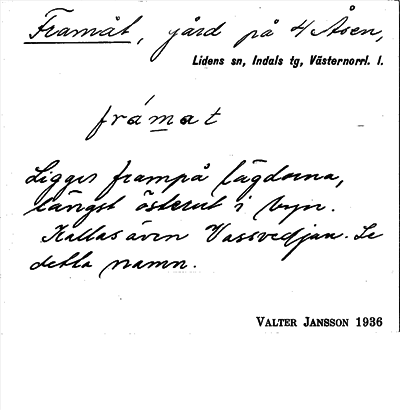 Framåt, gård på 4 Åsen,
Lidens sn, Indals tg, Västernorrl. l.
frámat
Ligger frampå lägdorna,
längst österut i byn.
Kallas även Vassvedjan. Se
detta namn.
VALTER JANSSON 1936